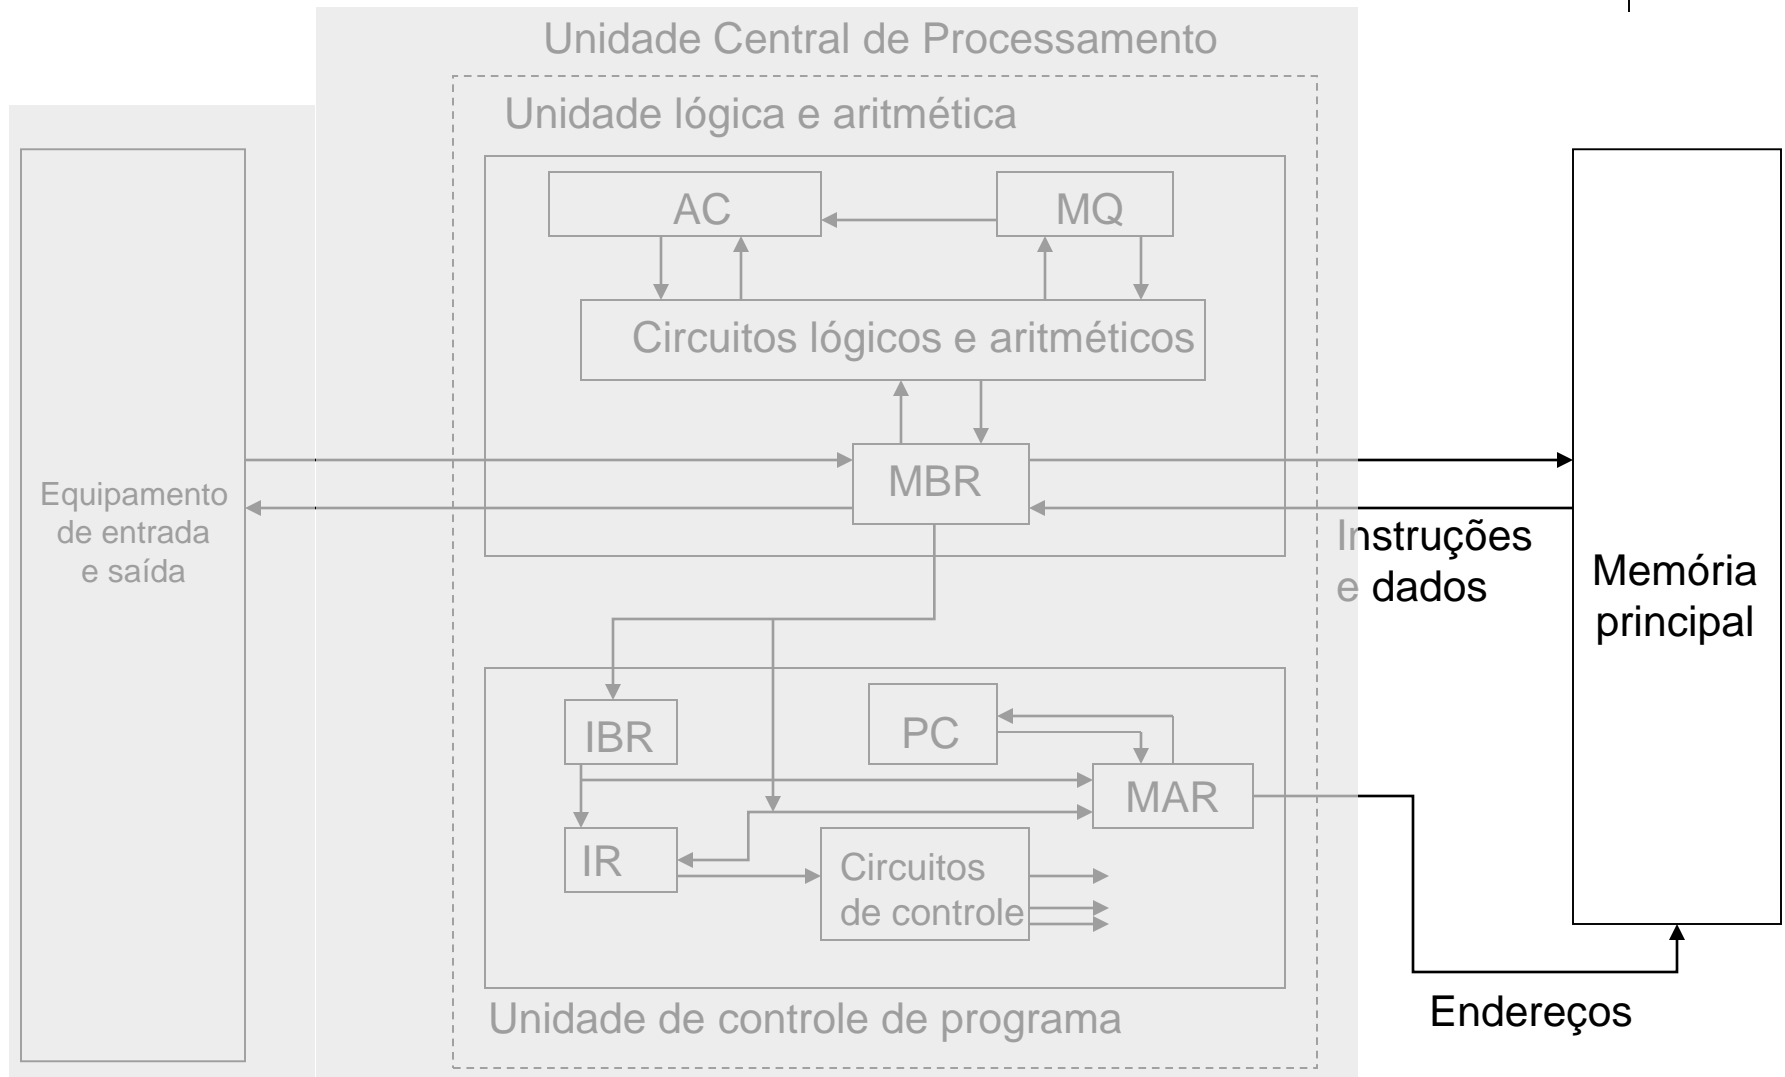 Unidade Central de Processamento
Unidade lógica e aritmética
AC
MQ
Circuitos lógicos e aritméticos
MBR
Equipamento
de entrada
e saída
Instruções
e dados
Memória
principal
IBR
PC
MAR
IR
Circuitos
de controle
Unidade de controle de programa
Endereços